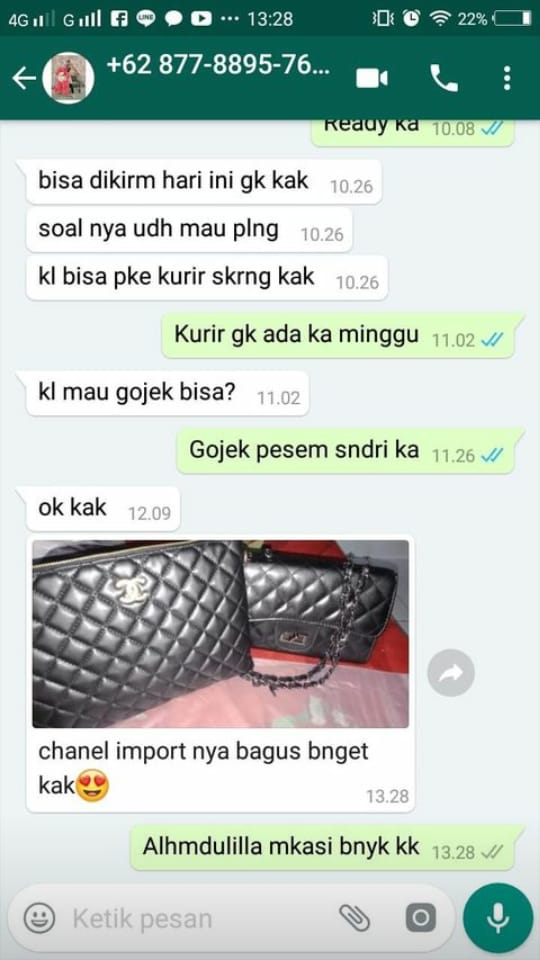 4G G LINE 13:28 22%
+62 877-8895-76...
Ready ka 10.08
bisa dikirm hari ini gk kak 10.26
soal nya udh mau plng 10.26
kl bisa pke kurir skrng kak 10.26
Kurir gk ada ka minggu 11.02
kl mau gojek bisa? 11.02
Gojek pesem sndri ka 11.26
ok kak 12.09
chanel import nya bagus bnget
kak😍 13.28
Alhmdulilla mkasi bnyk kk 13.28
Ketik pesan